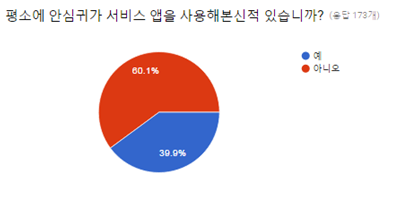 평소에 안심귀가 서비스 앱을 사용해본신적 있습니까? (응답 173개)
예
아니오
60.1%
39.9%